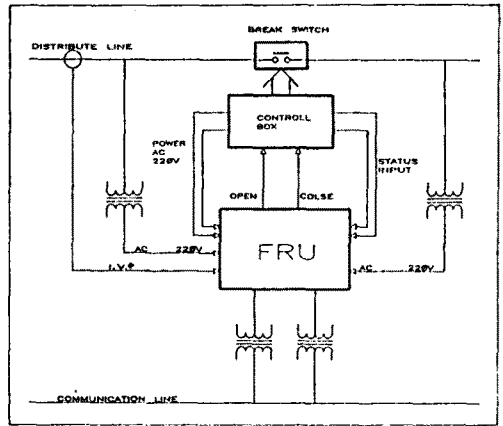 BREAK SWITCH
DISTRIBUTE LINE
CONTROLL
BOX
POWER
AC
220V
STATUS
INPUT
OPEN
COLSE
FRU
AC 220V
I.V.P
AC 220V
COMMUNICATION LINE